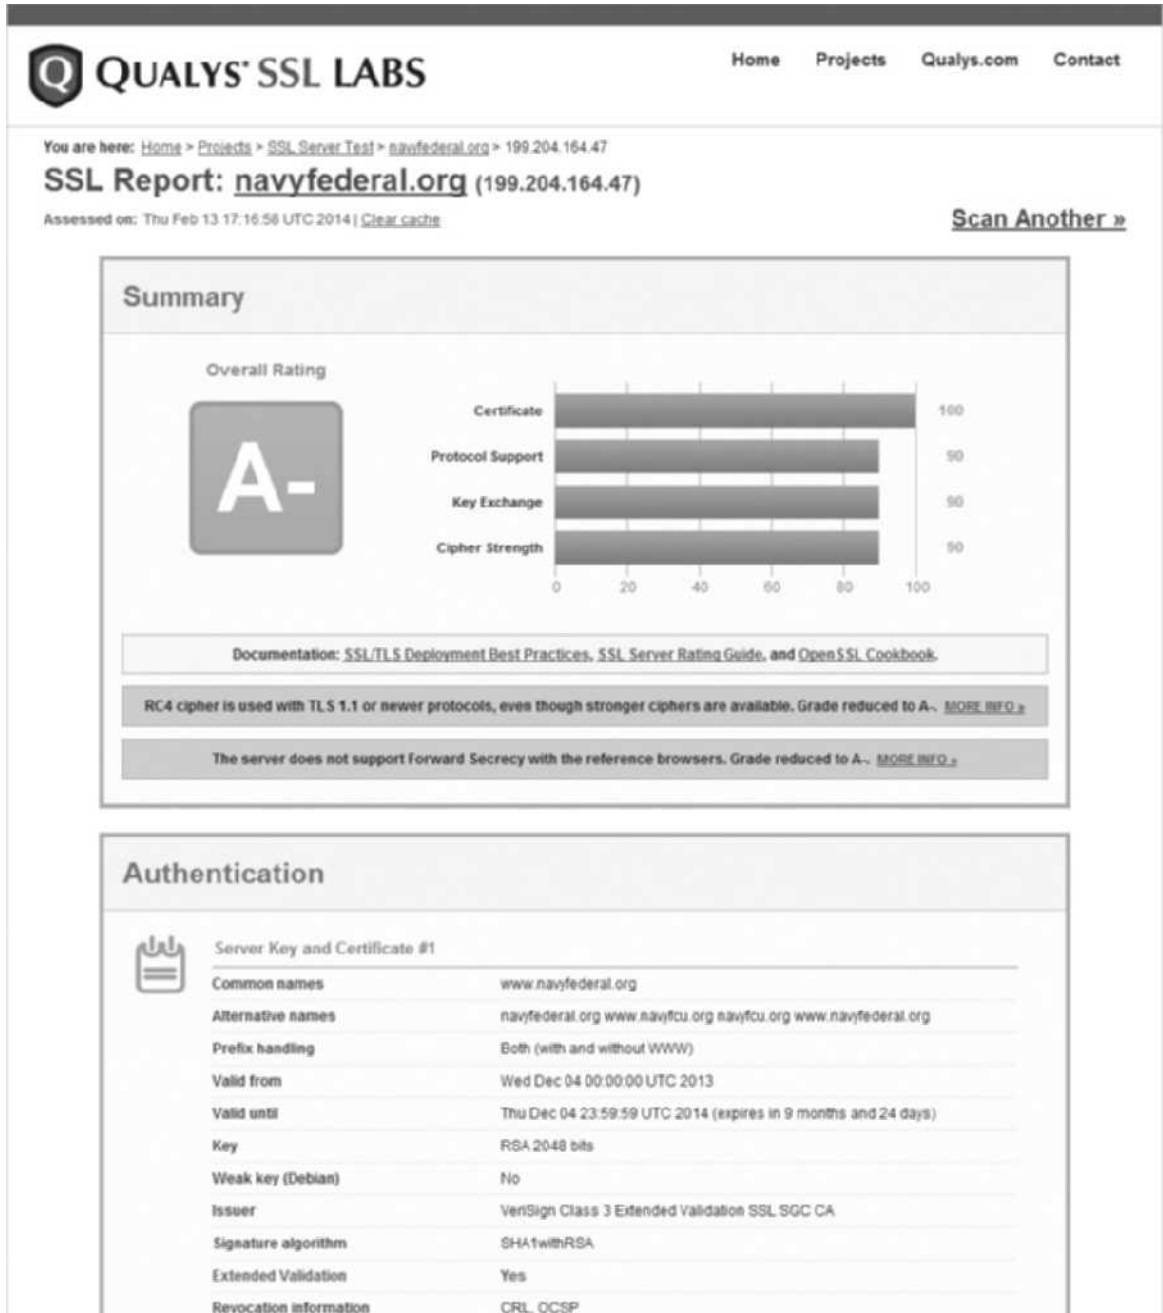 QUALYS® SSL LABS
Home Projects Qualys.com Contact
You are here: Home > Projects > SSL Server Test > navyfederal.org > 199.204.164.47
SSL Report: navyfederal.org (199.204.164.47)
Assessed on: Thu Feb 13 17:16:58 UTC 2014 | Clear cache
Scan Another »
Summary
Overall Rating
A-
Certificate 100
Protocol Support 90
Key Exchange 90
Cipher Strength 90
0 20 40 60 80 100
Documentation: SSL/TLS Deployment Best Practices, SSL Server Rating Guide, and OpenSSL Cookbook.
RC4 cipher is used with TLS 1.1 or newer protocols, even though stronger ciphers are available. Grade reduced to A-. MORE INFO »
The server does not support Forward Secrecy with the reference browsers. Grade reduced to A-. MORE INFO »
Authentication
Server Key and Certificate #1
Common names www.navyfederal.org
Alternative names navyfederal.org www.navyfcu.org navyfcu.org www.navyfederal.org
Prefix handling Both (with and without WWW)
Valid from Wed Dec 04 00:00:00 UTC 2013
Valid until Thu Dec 04 23:59:59 UTC 2014 (expires in 9 months and 24 days)
Key RSA 2048 bits
Weak key (Debian) No
Issuer VeriSign Class 3 Extended Validation SSL SGC CA
Signature algorithm SHA1withRSA
Extended Validation Yes
Revocation information CRL, OCSP